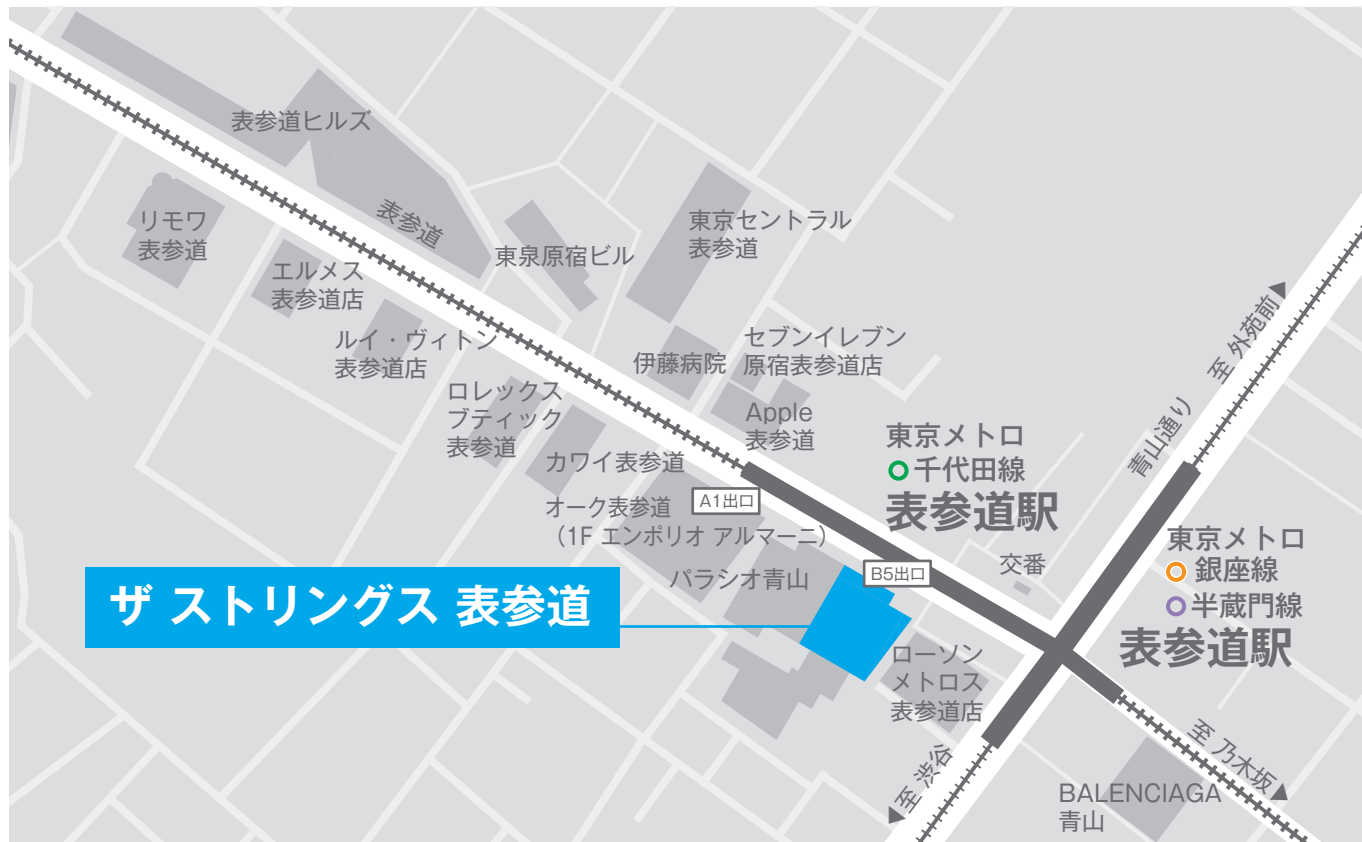 表参道ヒルズ
リモワ
表参道
表参道
エルメス
表参道店
東泉原宿ビル
東京セントラル
表参道
ルイ・ヴィトン
表参道店
伊藤病院
セブンイレブン
原宿表参道店
至 外苑前▶
ロレックス
ブティック
表参道
Apple
表参道
青山通り
カワイ表参道
東京メトロ
千代田線
表参道駅
オーク表参道
（1F エンポリオ アルマーニ）
A1出口
東京メトロ
銀座線
半蔵門線
表参道駅
交番
B5出口
パラシオ青山
ザ ストリングス 表参道
ローソン
メトロス
表参道店
◀至 渋谷
至 乃木坂▶
BALENCIAGA
青山